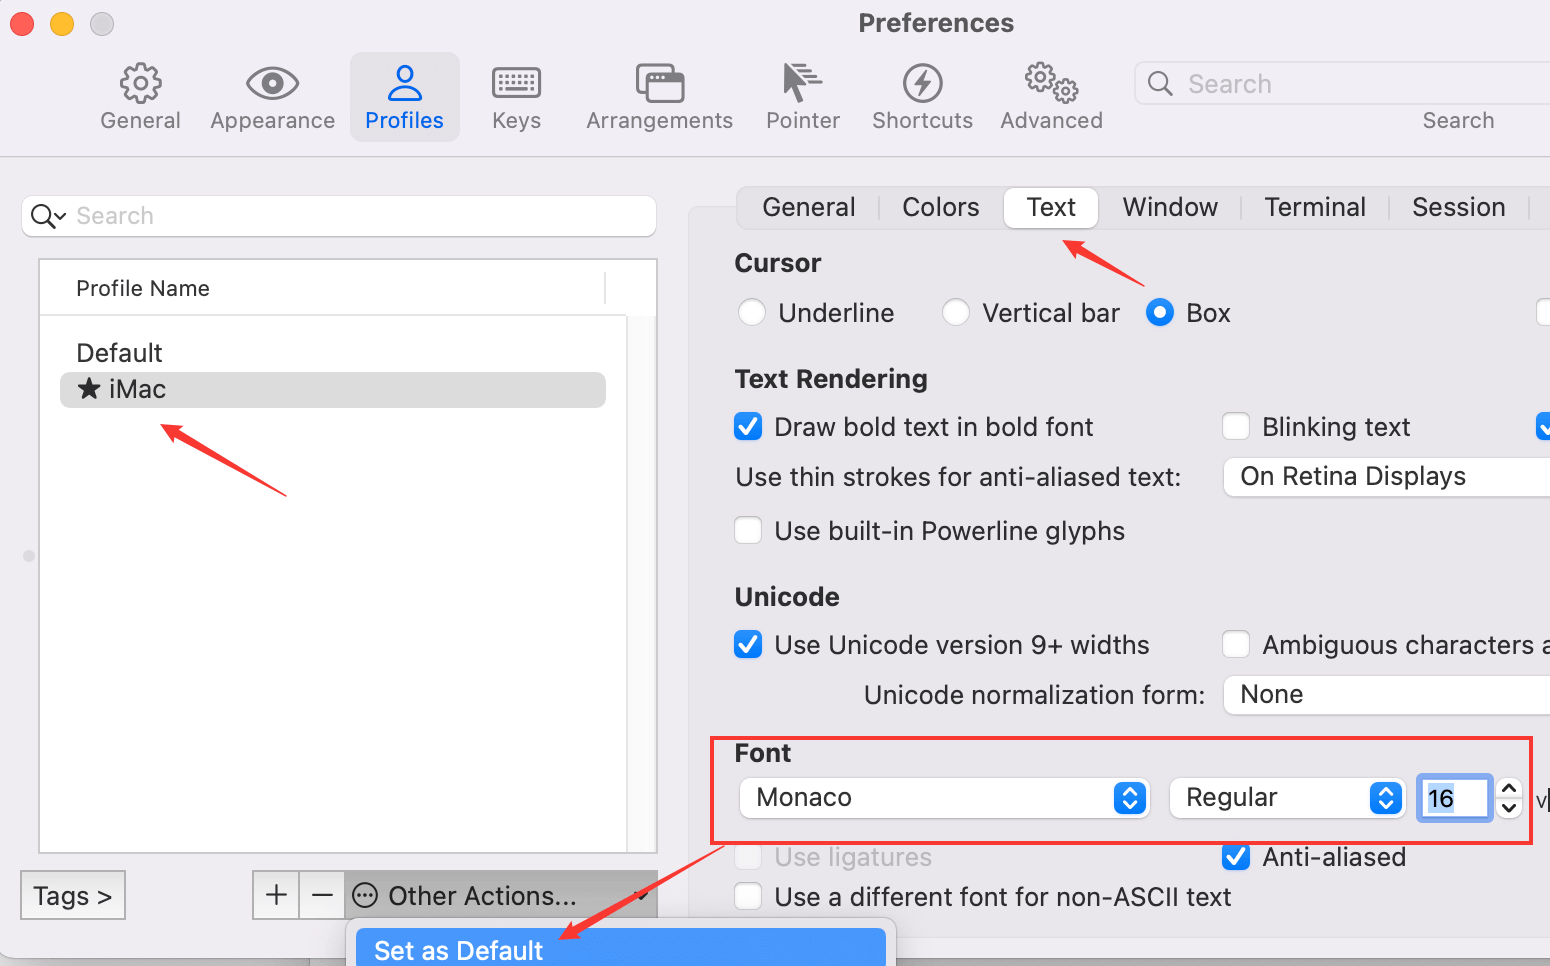 Preferences
General
Appearance
Profiles
Keys
Arrangements
Pointer
Shortcuts
Advanced
Search
Search
Search
Profile Name
Default
★ iMac
Tags >
+
−
Other Actions...
Set as Default
General
Colors
Text
Window
Terminal
Session
Cursor
Underline
Vertical bar
Box
Text Rendering
Draw bold text in bold font
Blinking text
Use thin strokes for anti-aliased text:
On Retina Displays
Use built-in Powerline glyphs
Unicode
Use Unicode version 9+ widths
Ambiguous characters
Unicode normalization form:
None
Font
Monaco
Regular
16
Use ligatures
Anti-aliased
Use a different font for non-ASCII text